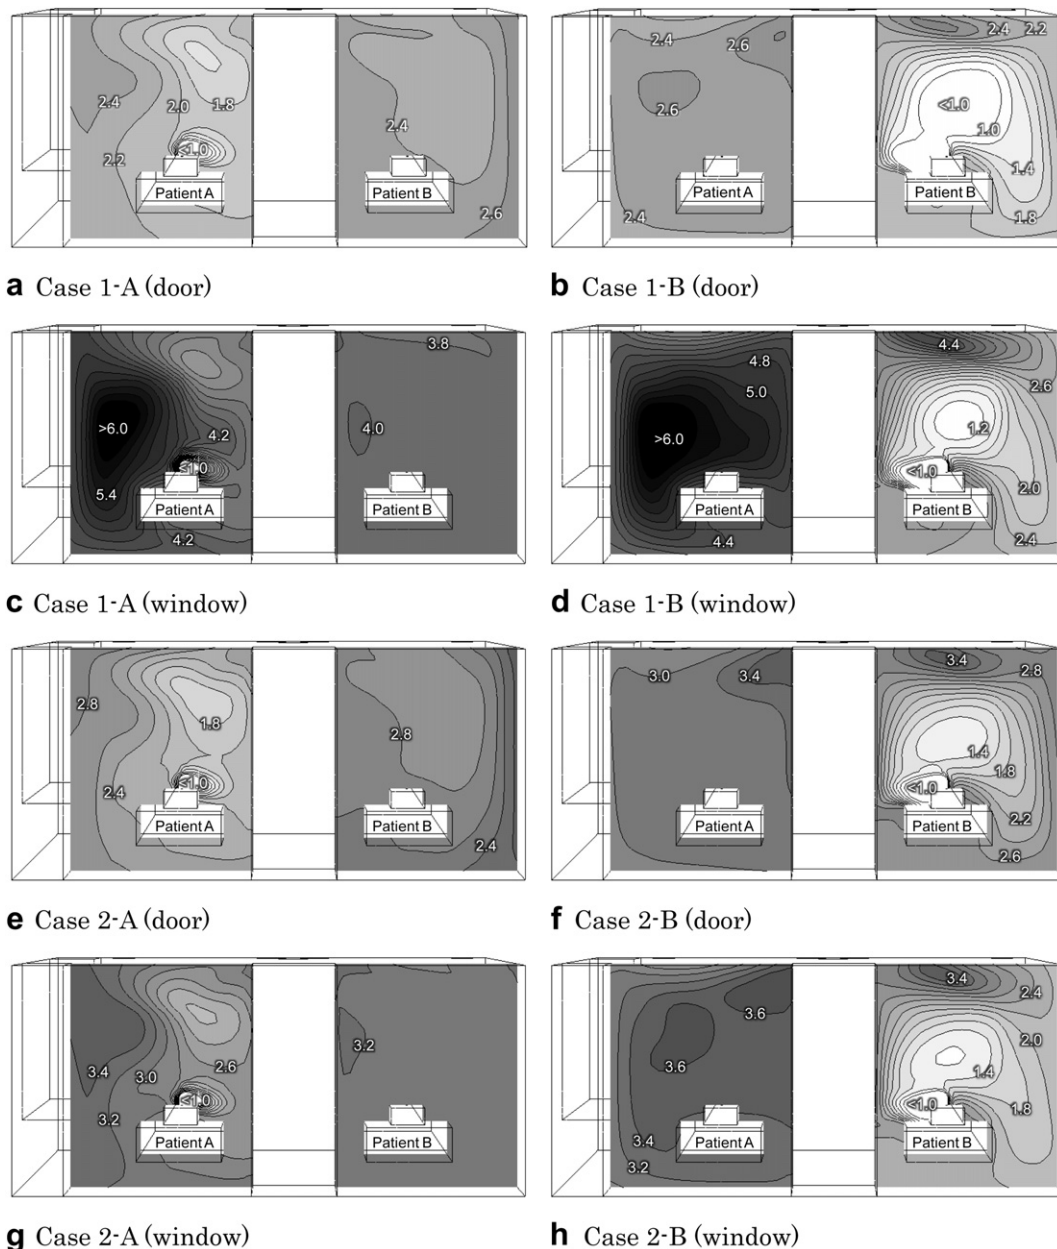 2.4 2.0 1.8 <1.0 2.2 2.4 2.6
Patient A Patient B
2.4 2.6 2.4 2.2 2.6 <1.0 1.0 1.4 2.4 1.8
Patient A Patient B
a Case 1-A (door)
b Case 1-B (door)
3.8 >6.0 4.2 4.0 <1.0 5.4 4.2
Patient A Patient B
4.8 4.4 5.0 2.6 >6.0 1.2 <1.0 2.0 4.4 2.4
Patient A Patient B
c Case 1-A (window)
d Case 1-B (window)
2.8 1.8 2.8 <1.0 2.4 2.4
Patient A Patient B
3.0 3.4 3.4 2.8 1.4 1.8 <1.0 2.2 2.6
Patient A Patient B
e Case 2-A (door)
f Case 2-B (door)
3.2 3.4 3.0 2.6 <1.0 3.2
Patient A Patient B
3.6 3.4 2.4 3.6 2.0 1.4 <1.0 1.8 3.4 3.2
Patient A Patient B
g Case 2-A (window)
h Case 2-B (window)